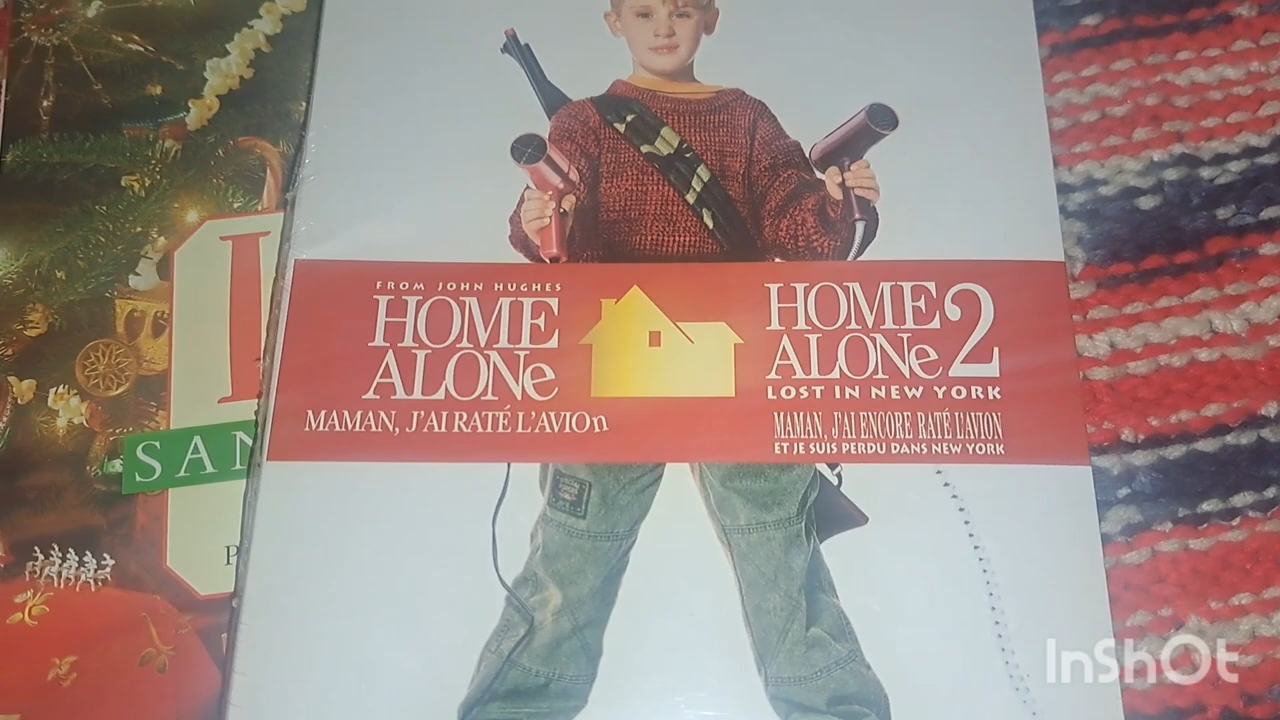 FROM JOHN HUGHES
HOME
ALONe
MAMAN, J'AI RATÉ L'AVIOn
HOME
ALONe 2
LOST IN NEW YORK
MAMAN, J'AI ENCORE RATÉ L'AVION
ET JE SUIS PERDU DANS NEW YORK
SAN
P
InShOt